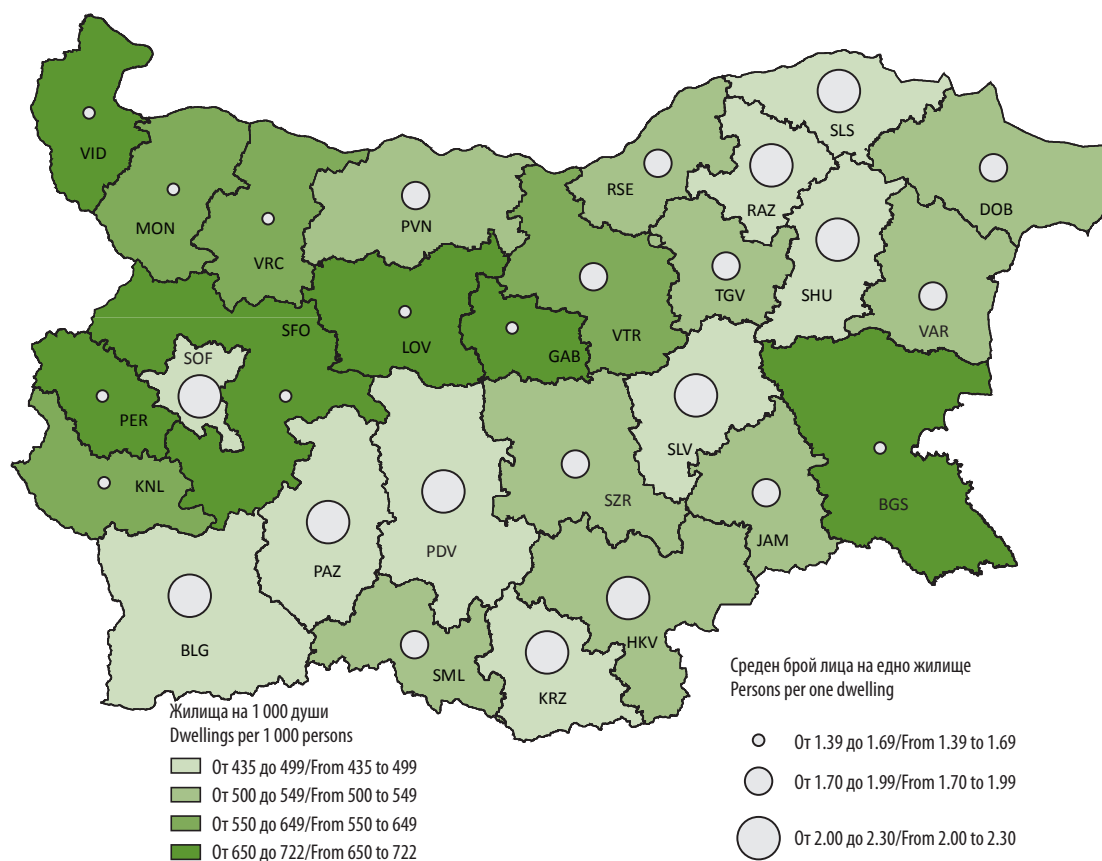 VID
MON
VRC
PVN
RSE
SLS
RAZ
DOB
SHU
TGV
VAR
VTR
LOV
GAB
SFO
SOF
PER
KNL
SLV
BGS
SZR
JAM
PAZ
PDV
HKV
BLG
SML
KRZ
Жилища на 1 000 души
Dwellings per 1 000 persons
От 435 до 499/From 435 to 499
От 500 до 549/From 500 to 549
От 550 до 649/From 550 to 649
От 650 до 722/From 650 to 722
Среден брой лица на едно жилище
Persons per one dwelling
От 1.39 до 1.69/From 1.39 to 1.69
От 1.70 до 1.99/From 1.70 to 1.99
От 2.00 до 2.30/From 2.00 to 2.30